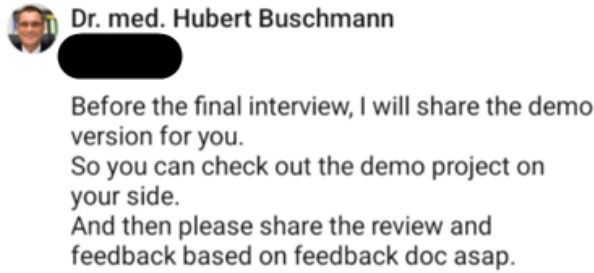 Dr. med. Hubert Buschmann
Before the final interview, I will share the demo
version for you.
So you can check out the demo project on
your side.
And then please share the review and
feedback based on feedback doc asap.